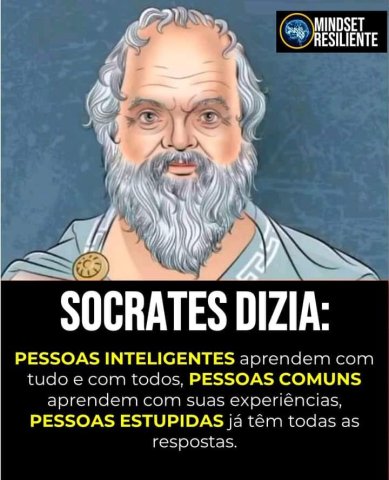 MINDSET
RESILIENTE
SOCRATES DIZIA:
PESSOAS INTELIGENTES aprendem com
tudo e com todos, PESSOAS COMUNS
aprendem com suas experiências,
PESSOAS ESTUPIDAS já têm todas as
respostas.